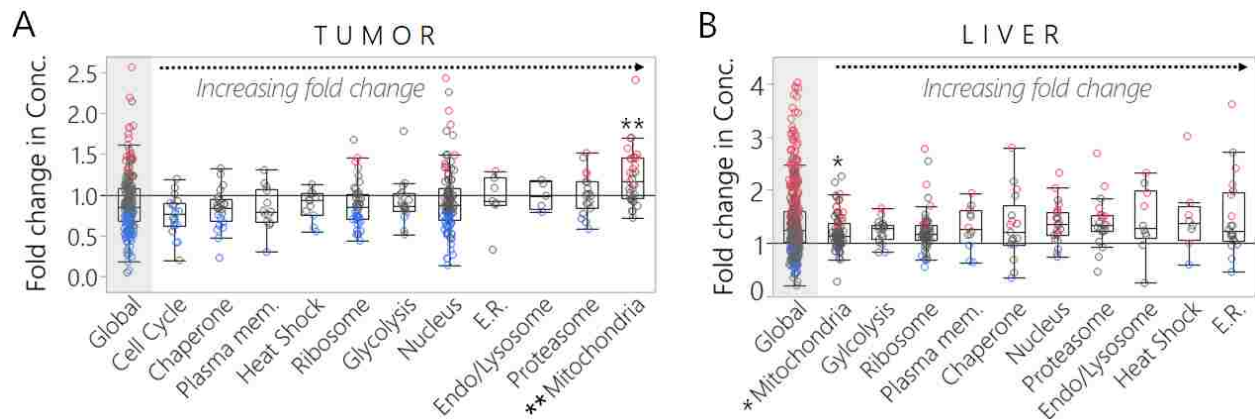 A
TUMOR
Fold change in Conc.
2.5
2.0
1.5
1.0
0.5
0.0
Increasing fold change
**
Global
Cell Cycle
Chaperone
Plasma mem.
Heat Shock
Ribosome
Glycolysis
Nucleus
E.R.
Endo/Lysosome
Proteasome
**Mitochondria
B
LIVER
Fold change in Conc.
4
3
2
1
0
Increasing fold change
*
Global
*Mitochondria
Gylcolysis
Ribosome
Plasma mem.
Chaperone
Nucleus
Proteasome
Endo/Lysosome
Heat Shock
E.R.